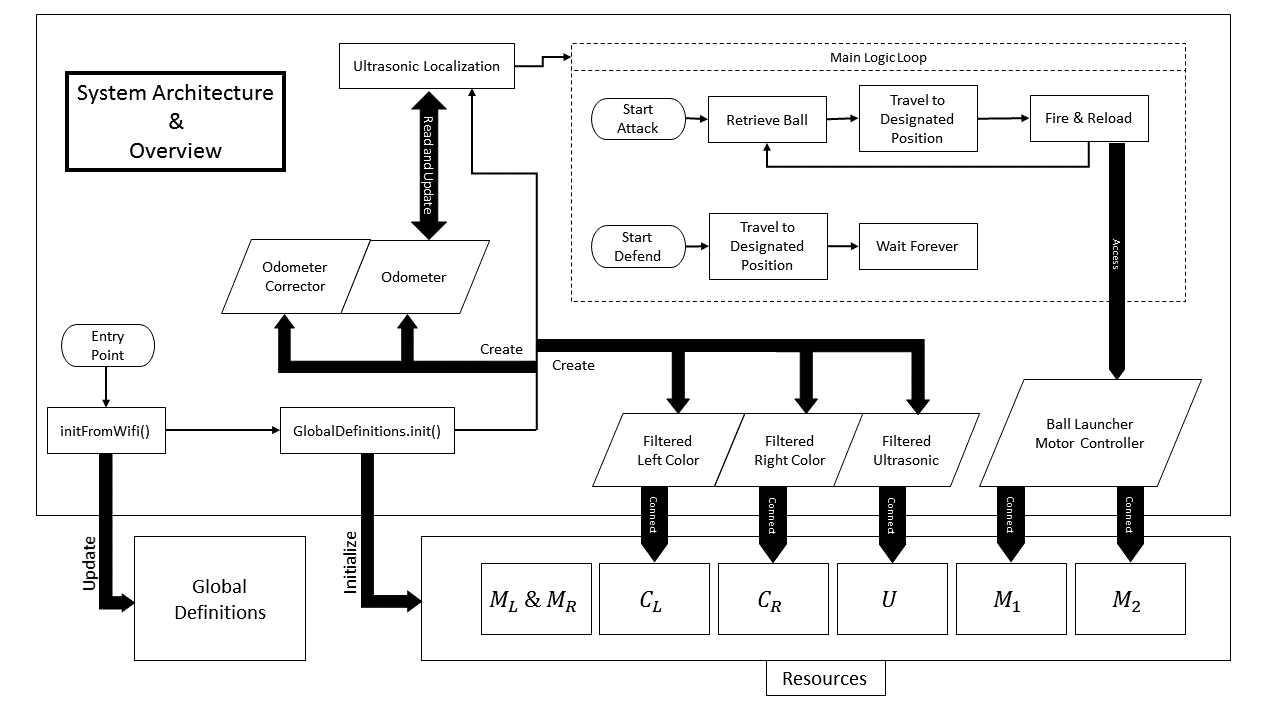 System Architecture
&
Overview
Ultrasonic Localization
Main Logic Loop
Start
Attack
Retrieve Ball
Travel to
Designated
Position
Fire & Reload
Read and Update
Start
Defend
Travel to
Designated
Position
Wait Forever
Access
Odometer
Corrector
Odometer
Entry
Point
Create
Create
initFromWifi()
GlobalDefinitions.init()
Filtered
Left Color
Filtered
Right Color
Filtered
Ultrasonic
Ball Launcher
Motor Controller
Connect
Connect
Connect
Connect
Connect
Update
Initialize
Global
Definitions
M_L & M_R
C_L
C_R
U
M_1
M_2
Resources